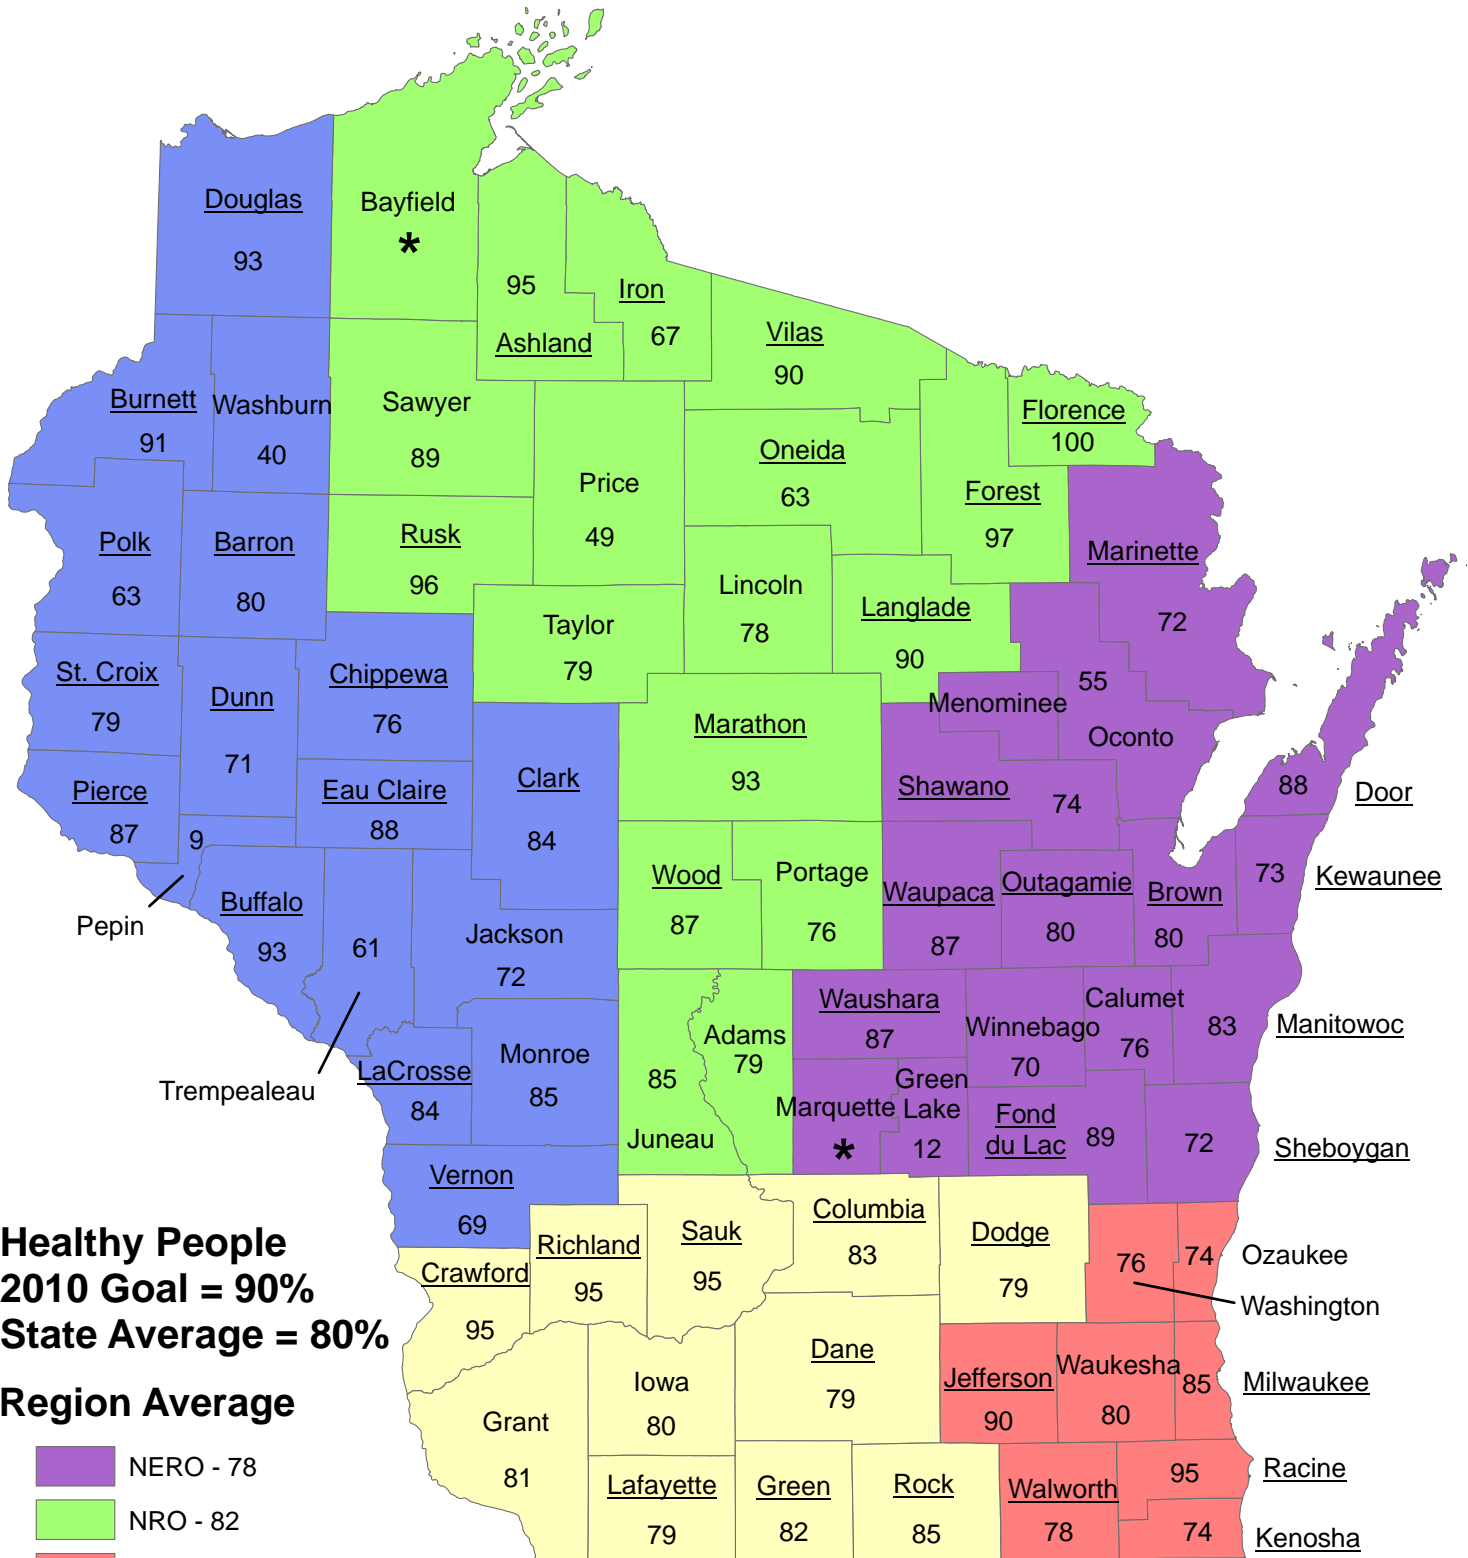 Douglas
93
Bayfield
*
95
Ashland
Iron
67
Vilas
90
Burnett
91
Washburn
40
Sawyer
89
Price
49
Oneida
63
Florence
100
Forest
97
Marinette
72
Polk
63
Barron
80
Rusk
96
Lincoln
78
Langlade
90
Taylor
79
St. Croix
79
Dunn
71
Chippewa
76
Menominee
55
Oconto
Marathon
93
Clark
84
Shawano
74
88
Door
Pierce
87
9
Pepin
Eau Claire
88
Wood
87
Portage
76
Waupaca
87
Outagamie
80
Brown
80
73
Kewaunee
Buffalo
93
61
Trempealeau
Jackson
72
LaCrosse
84
Monroe
85
85
Juneau
Adams
79
Waushara
87
Winnebago
70
Calumet
76
83
Manitowoc
Marquette
*
Green
Lake
12
Fond
du Lac
89
72
Sheboygan
Vernon
69
Crawford
95
Richland
95
Sauk
95
Columbia
83
Dodge
79
76
74
Ozaukee
Washington
Healthy People
2010 Goal = 90%
State Average = 80%
Grant
81
Iowa
80
Dane
79
Jefferson
90
Waukesha
80
85
Milwaukee
Region Average
NERO - 78
NRO - 82
Lafayette
79
Green
82
Rock
85
Walworth
78
95
Racine
74
Kenosha